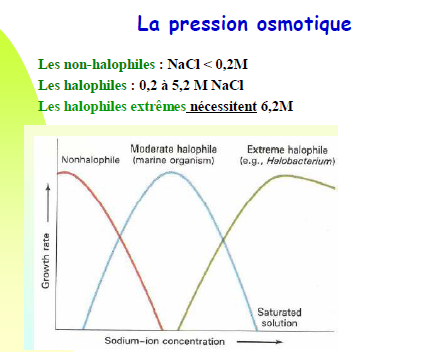 La pression osmotique
Les non-halophiles : NaCl < 0,2M
Les halophiles : 0,2 à 5,2 M NaCl
Les halophiles extrêmes nécessitent 6,2M
Nonhalophile
Moderate halophile
(marine organism)
Extreme halophile
(e.g., Halobacterium)
Growth rate
Saturated
solution
Sodium-ion concentration